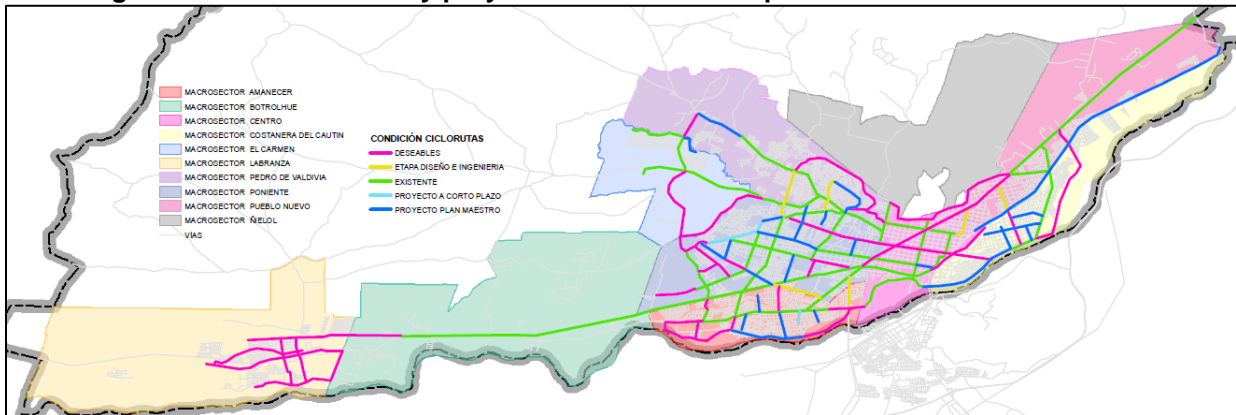 MACROSECTOR AMANECER
MACROSECTOR BOTROLHUE
MACROSECTOR CENTRO
MACROSECTOR COSTANERA DEL CAUTIN
MACROSECTOR EL CARMEN
MACROSECTOR LABRANZA
MACROSECTOR PEDRO DE VALDIVIA
MACROSECTOR PONIENTE
MACROSECTOR PUEBLO NUEVO
MACROSECTOR ÑIELOL
VÍAS
CONDICIÓN CICLORUTAS
DESEABLES
ETAPA DISEÑO E INGENIERIA
EXISTENTE
PROYECTO A CORTO PLAZO
PROYECTO PLAN MAESTRO